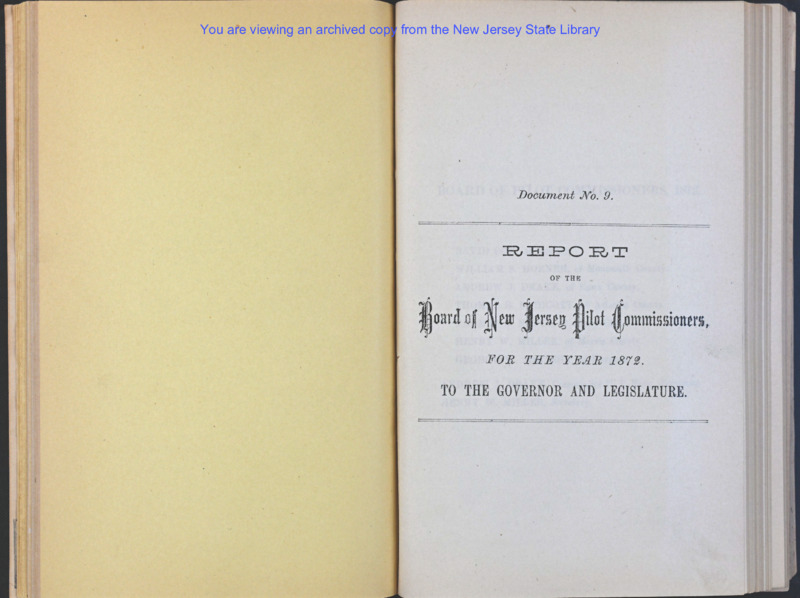 You are viewing an archived copy from the New Jersey State Library
Document No. 9.
REPORT
OF THE
Board of New Jersey Pilot Commissioners,
FOR THE YEAR 1872.
TO THE GOVERNOR AND LEGISLATURE.